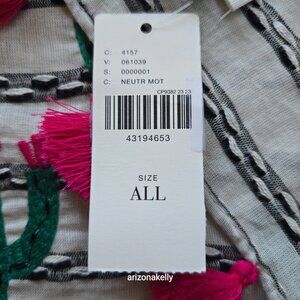 C: 4157
V: 061039
S: 0000001
C: NEUTR MOT
CP9382 23 23
43194653
SIZE
ALL
arizonakelly